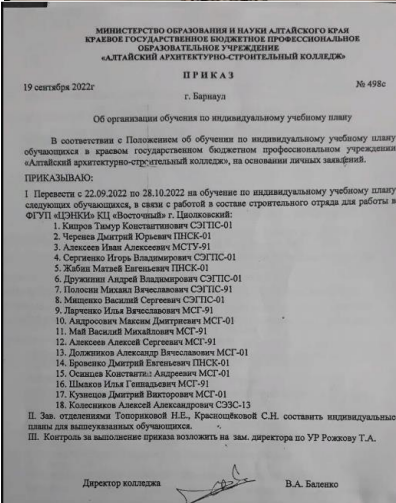 МИНИСТЕРСТВО ОБРАЗОВАНИЯ И НАУКИ АЛТАЙСКОГО КРАЯ
КРАЕВОЕ ГОСУДАРСТВЕННОЕ БЮДЖЕТНОЕ ПРОФЕССИОНАЛЬНОЕ
ОБРАЗОВАТЕЛЬНОЕ УЧРЕЖДЕНИЕ
«АЛТАЙСКИЙ АРХИТЕКТУРНО-СТРОИТЕЛЬНЫЙ КОЛЛЕДЖ»
ПРИКАЗ
19 сентября 2022г № 498с
г. Барнаул
Об организации обучения по индивидуальному учебному плану
В соответствии с Положением об обучении по индивидуальному учебному плану
обучающихся в краевом государственном бюджетном профессиональном учреждении
«Алтайский архитектурно-строительный колледж», на основании личных заявлений.
ПРИКАЗЫВАЮ:
I Перевести с 22.09.2022 по 28.10.2022 на обучение по индивидуальному учебному плану
следующих обучающихся, в связи с работой в составе строительного отряда для работы в
ФГУП «ЦЭНКИ» КЦ «Восточный» г. Циолковский:
1. Кипров Тимур Константинович СЭГПС-01
2. Черенев Дмитрий Юрьевич ПНСК-01
3. Алексеев Иван Алексеевич МСТУ-91
4. Сергиенко Игорь Владимирович СЭГПС-01
5. Жабин Матвей Евгеньевич ПНСК-01
6. Дружинин Андрей Владимирович СЭГПС-01
7. Полосин Михаил Вячеславович СЭГПС-91
8. Мищенко Василий Сергеевич СЭГПС-01
9. Ларченко Илья Вячеславович МСГ-91
10. Андросович Максим Дмитриевич МСГ-01
11. Май Василий Михайлович МСГ-91
12. Алексеев Алексей Сергеевич МСГ-91
13. Должников Александр Вячеславович МСГ-01
14. Бровенко Дмитрий Евгеньевич ПНСК-01
15. Осинцев Константин Андреевич МСГ-01
16. Шмаков Илья Геннадьевич МСГ-91
17. Кузнецов Дмитрий Викторович МСГ-01
18. Колесников Алексей Александрович СЭЗС-13
II. Зав. отделениями Топориковой Н.Е., Краснощёковой С.Н. составить индивидуальные
планы для вышеуказанных обучающихся.
III. Контроль за выполнение приказа возложить на зам. директора по УР Рожкову Т.А.
Директор колледжа В.А. Баленко